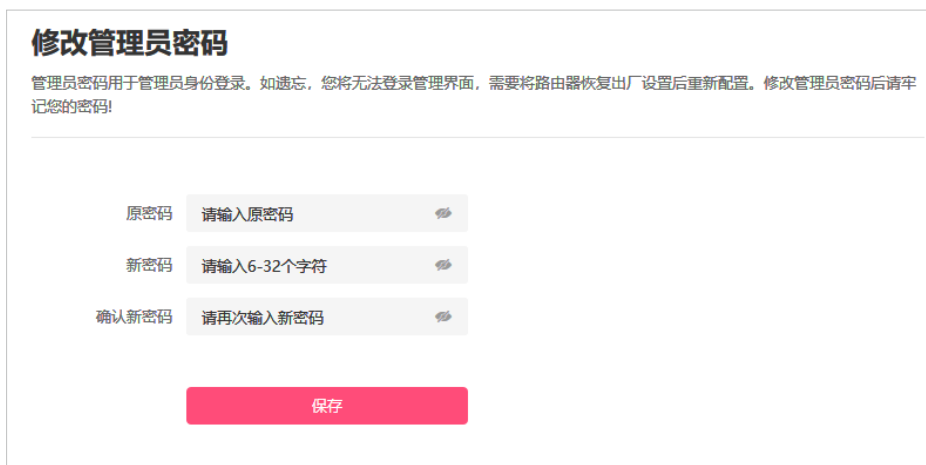 修改管理员密码
管理员密码用于管理员身份登录。如遗忘，您将无法登录管理界面，需要将路由器恢复出厂设置后重新配置。修改管理员密码后请牢
记您的密码!
原密码 请输入原密码
新密码 请输入6-32个字符
确认新密码 请再次输入新密码
保存